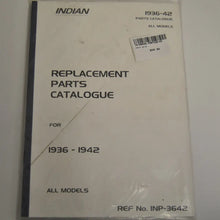 INDIAN
1936-42
PARTS CATALOGUE
ALL MODELS
REPLACEMENT
PARTS
CATALOGUE
FOR
1936 - 1942
ALL MODELS
REF No. INP-3642